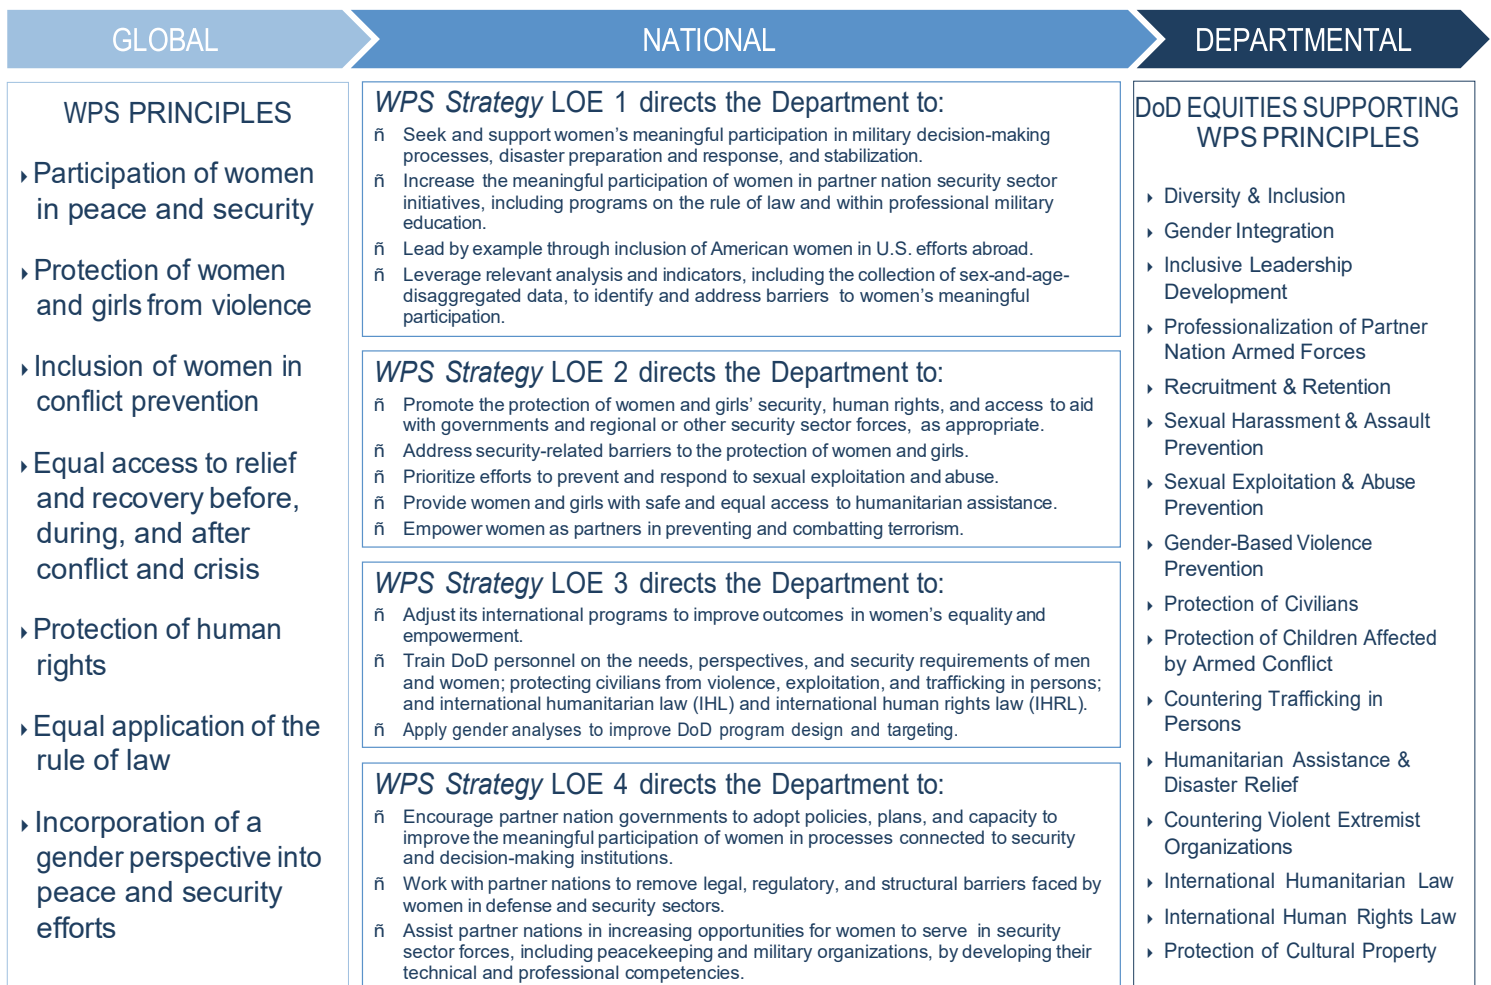 GLOBAL
NATIONAL
DEPARTMENTAL
WPS PRINCIPLES
Participation of women
in peace and security
Protection of women
and girls from violence
Inclusion of women in
conflict prevention
Equal access to relief
and recovery before,
during, and after
conflict and crisis
Protection of human
rights
Equal application of the
rule of law
Incorporation of a
gender perspective into
peace and security
efforts
WPS Strategy LOE 1 directs the Department to:
ñ Seek and support women’s meaningful participation in military decision-making
processes, disaster preparation and response, and stabilization.
ñ Increase the meaningful participation of women in partner nation security sector
initiatives, including programs on the rule of law and within professional military
education.
ñ Lead by example through inclusion of American women in U.S. efforts abroad.
ñ Leverage relevant analysis and indicators, including the collection of sex-and-age-
disaggregated data, to identify and address barriers to women’s meaningful
participation.
WPS Strategy LOE 2 directs the Department to:
ñ Promote the protection of women and girls’ security, human rights, and access to aid
with governments and regional or other security sector forces, as appropriate.
ñ Address security-related barriers to the protection of women and girls.
ñ Prioritize efforts to prevent and respond to sexual exploitation and abuse.
ñ Provide women and girls with safe and equal access to humanitarian assistance.
ñ Empower women as partners in preventing and combatting terrorism.
WPS Strategy LOE 3 directs the Department to:
ñ Adjust its international programs to improve outcomes in women’s equality and
empowerment.
ñ Train DoD personnel on the needs, perspectives, and security requirements of men
and women; protecting civilians from violence, exploitation, and trafficking in persons;
and international humanitarian law (IHL) and international human rights law (IHRL).
ñ Apply gender analyses to improve DoD program design and targeting.
WPS Strategy LOE 4 directs the Department to:
ñ Encourage partner nation governments to adopt policies, plans, and capacity to
improve the meaningful participation of women in processes connected to security
and decision-making institutions.
ñ Work with partner nations to remove legal, regulatory, and structural barriers faced by
women in defense and security sectors.
ñ Assist partner nations in increasing opportunities for women to serve in security
sector forces, including peacekeeping and military organizations, by developing their
technical and professional competencies.
DoD EQUITIES SUPPORTING
WPS PRINCIPLES
Diversity & Inclusion
Gender Integration
Inclusive Leadership
Development
Professionalization of Partner
Nation Armed Forces
Recruitment & Retention
Sexual Harassment & Assault
Prevention
Sexual Exploitation & Abuse
Prevention
Gender-Based Violence
Prevention
Protection of Civilians
Protection of Children Affected
by Armed Conflict
Countering Trafficking in
Persons
Humanitarian Assistance &
Disaster Relief
Countering Violent Extremist
Organizations
International Humanitarian Law
International Human Rights Law
Protection of Cultural Property